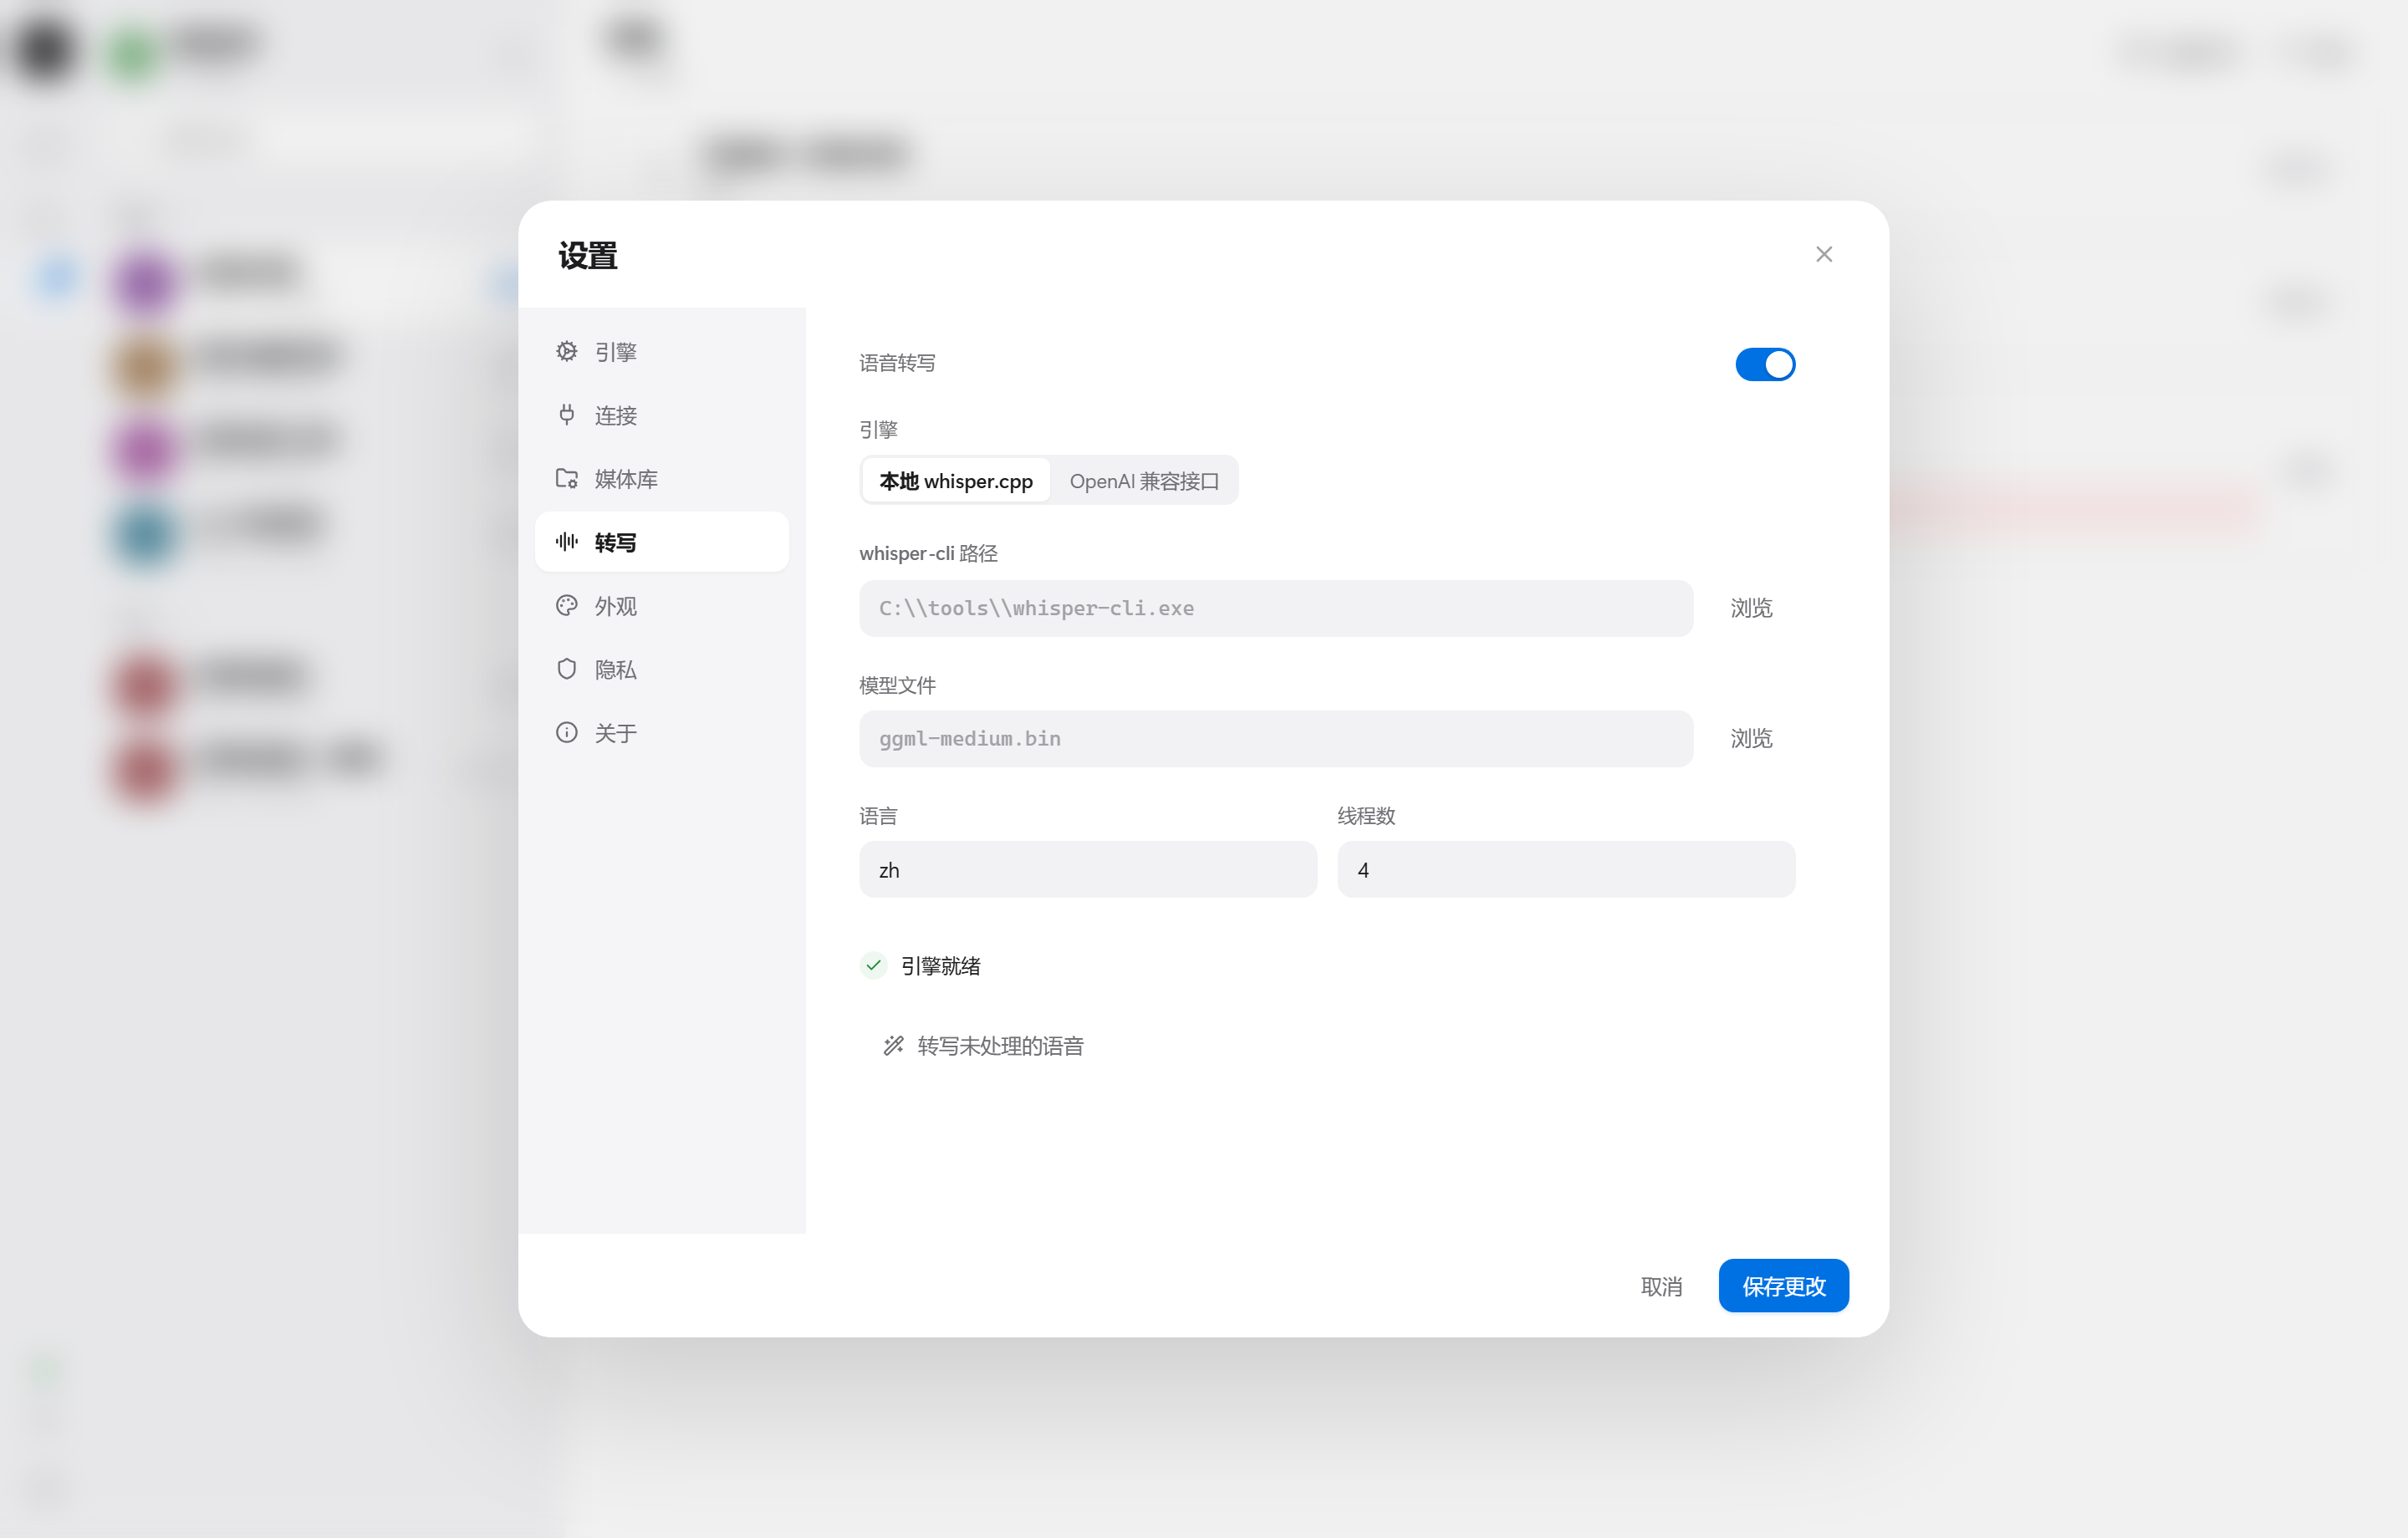 设置
引擎
连接
媒体库
转写
外观
隐私
关于
语音转写
引擎
本地 whisper.cpp OpenAI 兼容接口
whisper-cli 路径
C:\\tools\\whisper-cli.exe 浏览
模型文件
ggml-medium.bin 浏览
语言 线程数
zh 4
引擎就绪
转写未处理的语音
取消 保存更改